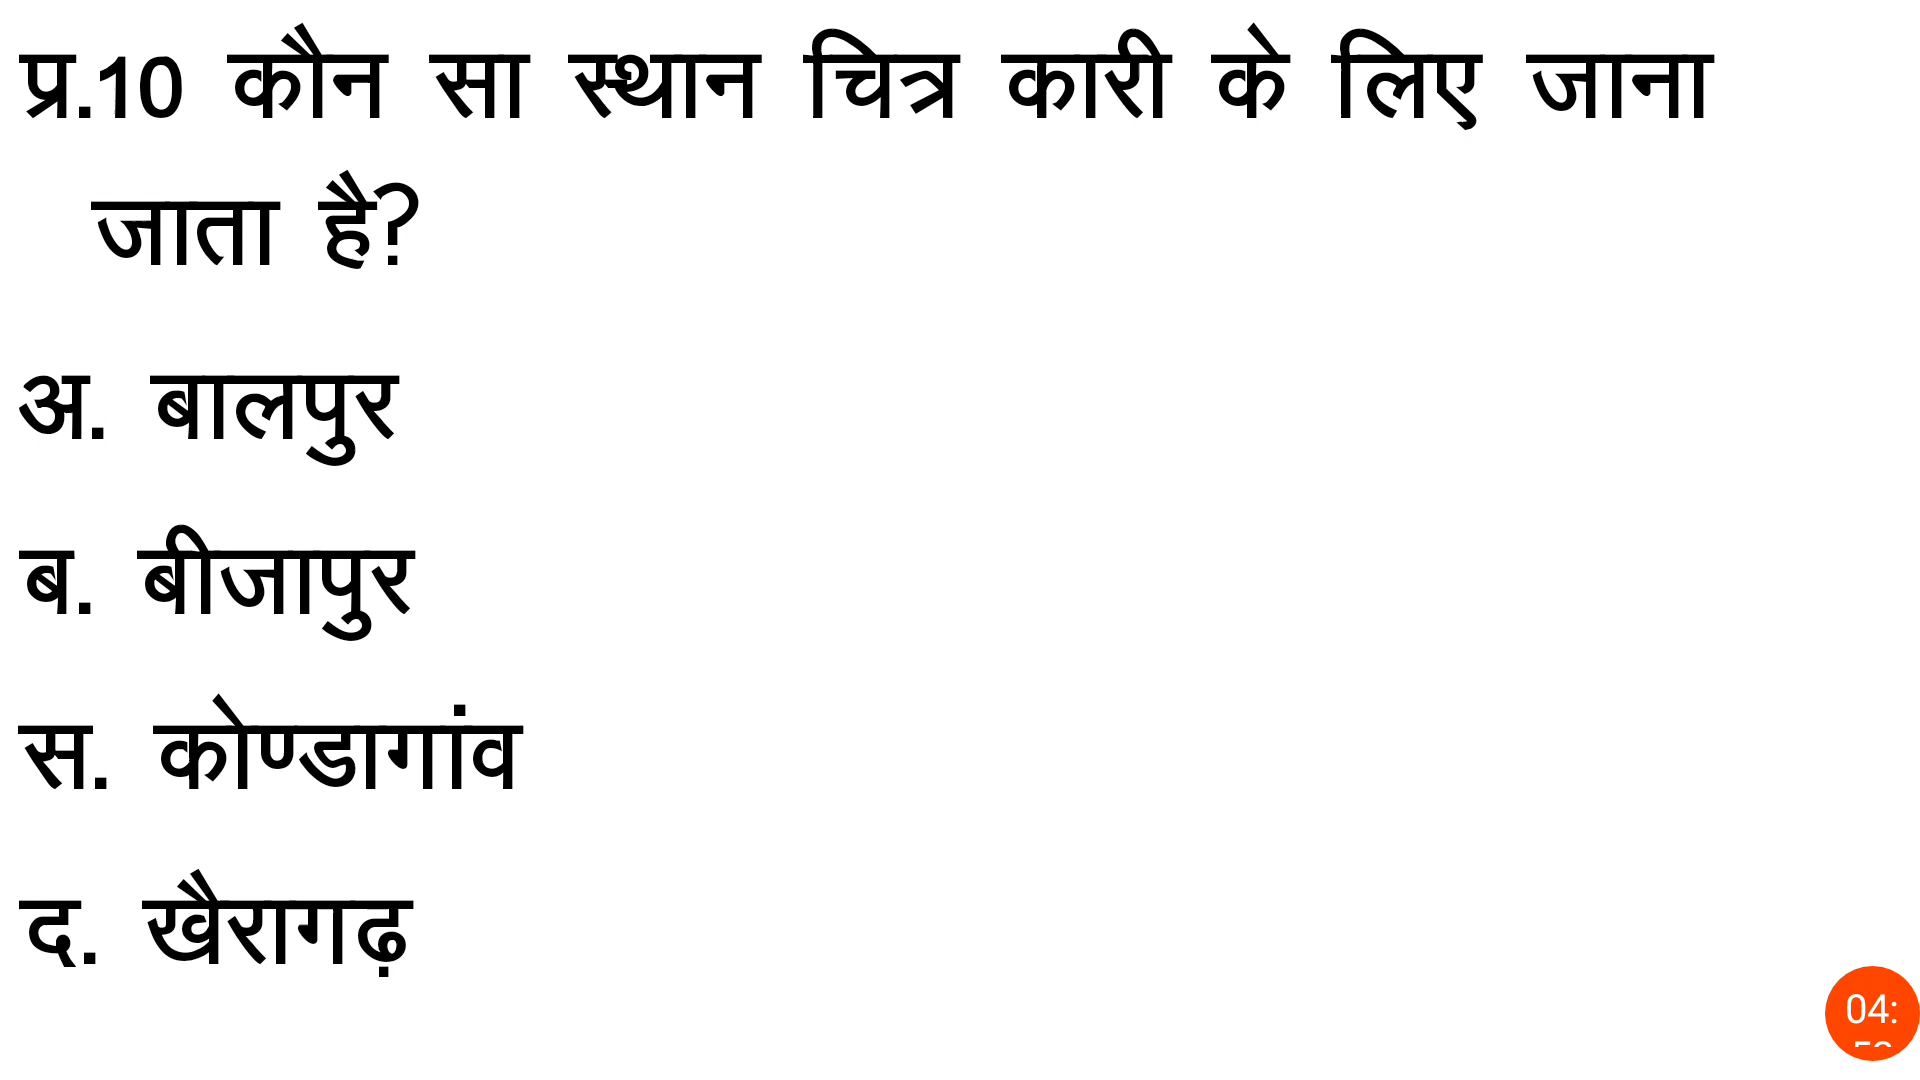 प्र.10 कौन सा स्थान चित्र कारी के लिए जाना
जाता है?
अ. बालपुर
ब. बीजापुर
स. कोण्डागांव
द. खैरागढ़
04: